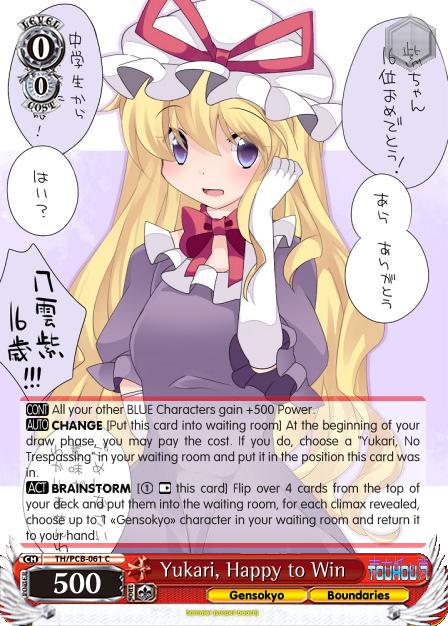 LEVEL
0
0
COST
中学生から
！
はい？
八雲紫
16歳!!!
紫ちゃん
16位おめでとう！
あら
あらどうも
CONT All your other BLUE Characters gain +500 Power.
AUTO CHANGE [Put this card into waiting room] At the beginning of your
draw phase, you may pay the cost. If you do, choose a "Yukari, No
Trespassing" in your waiting room and put it in the position this card was
in.
ACT BRAINSTORM [① this card] Flip over 4 cards from the top of
your deck and put them into the waiting room, for each climax revealed,
choose up to 1 «Gensokyo» character in your waiting room and return it
to your hand.
CH TH/PCB-061 C
POWER 500 SOUL
Yukari, Happy to Win
TOUHOU.7
Gensokyo Boundaries